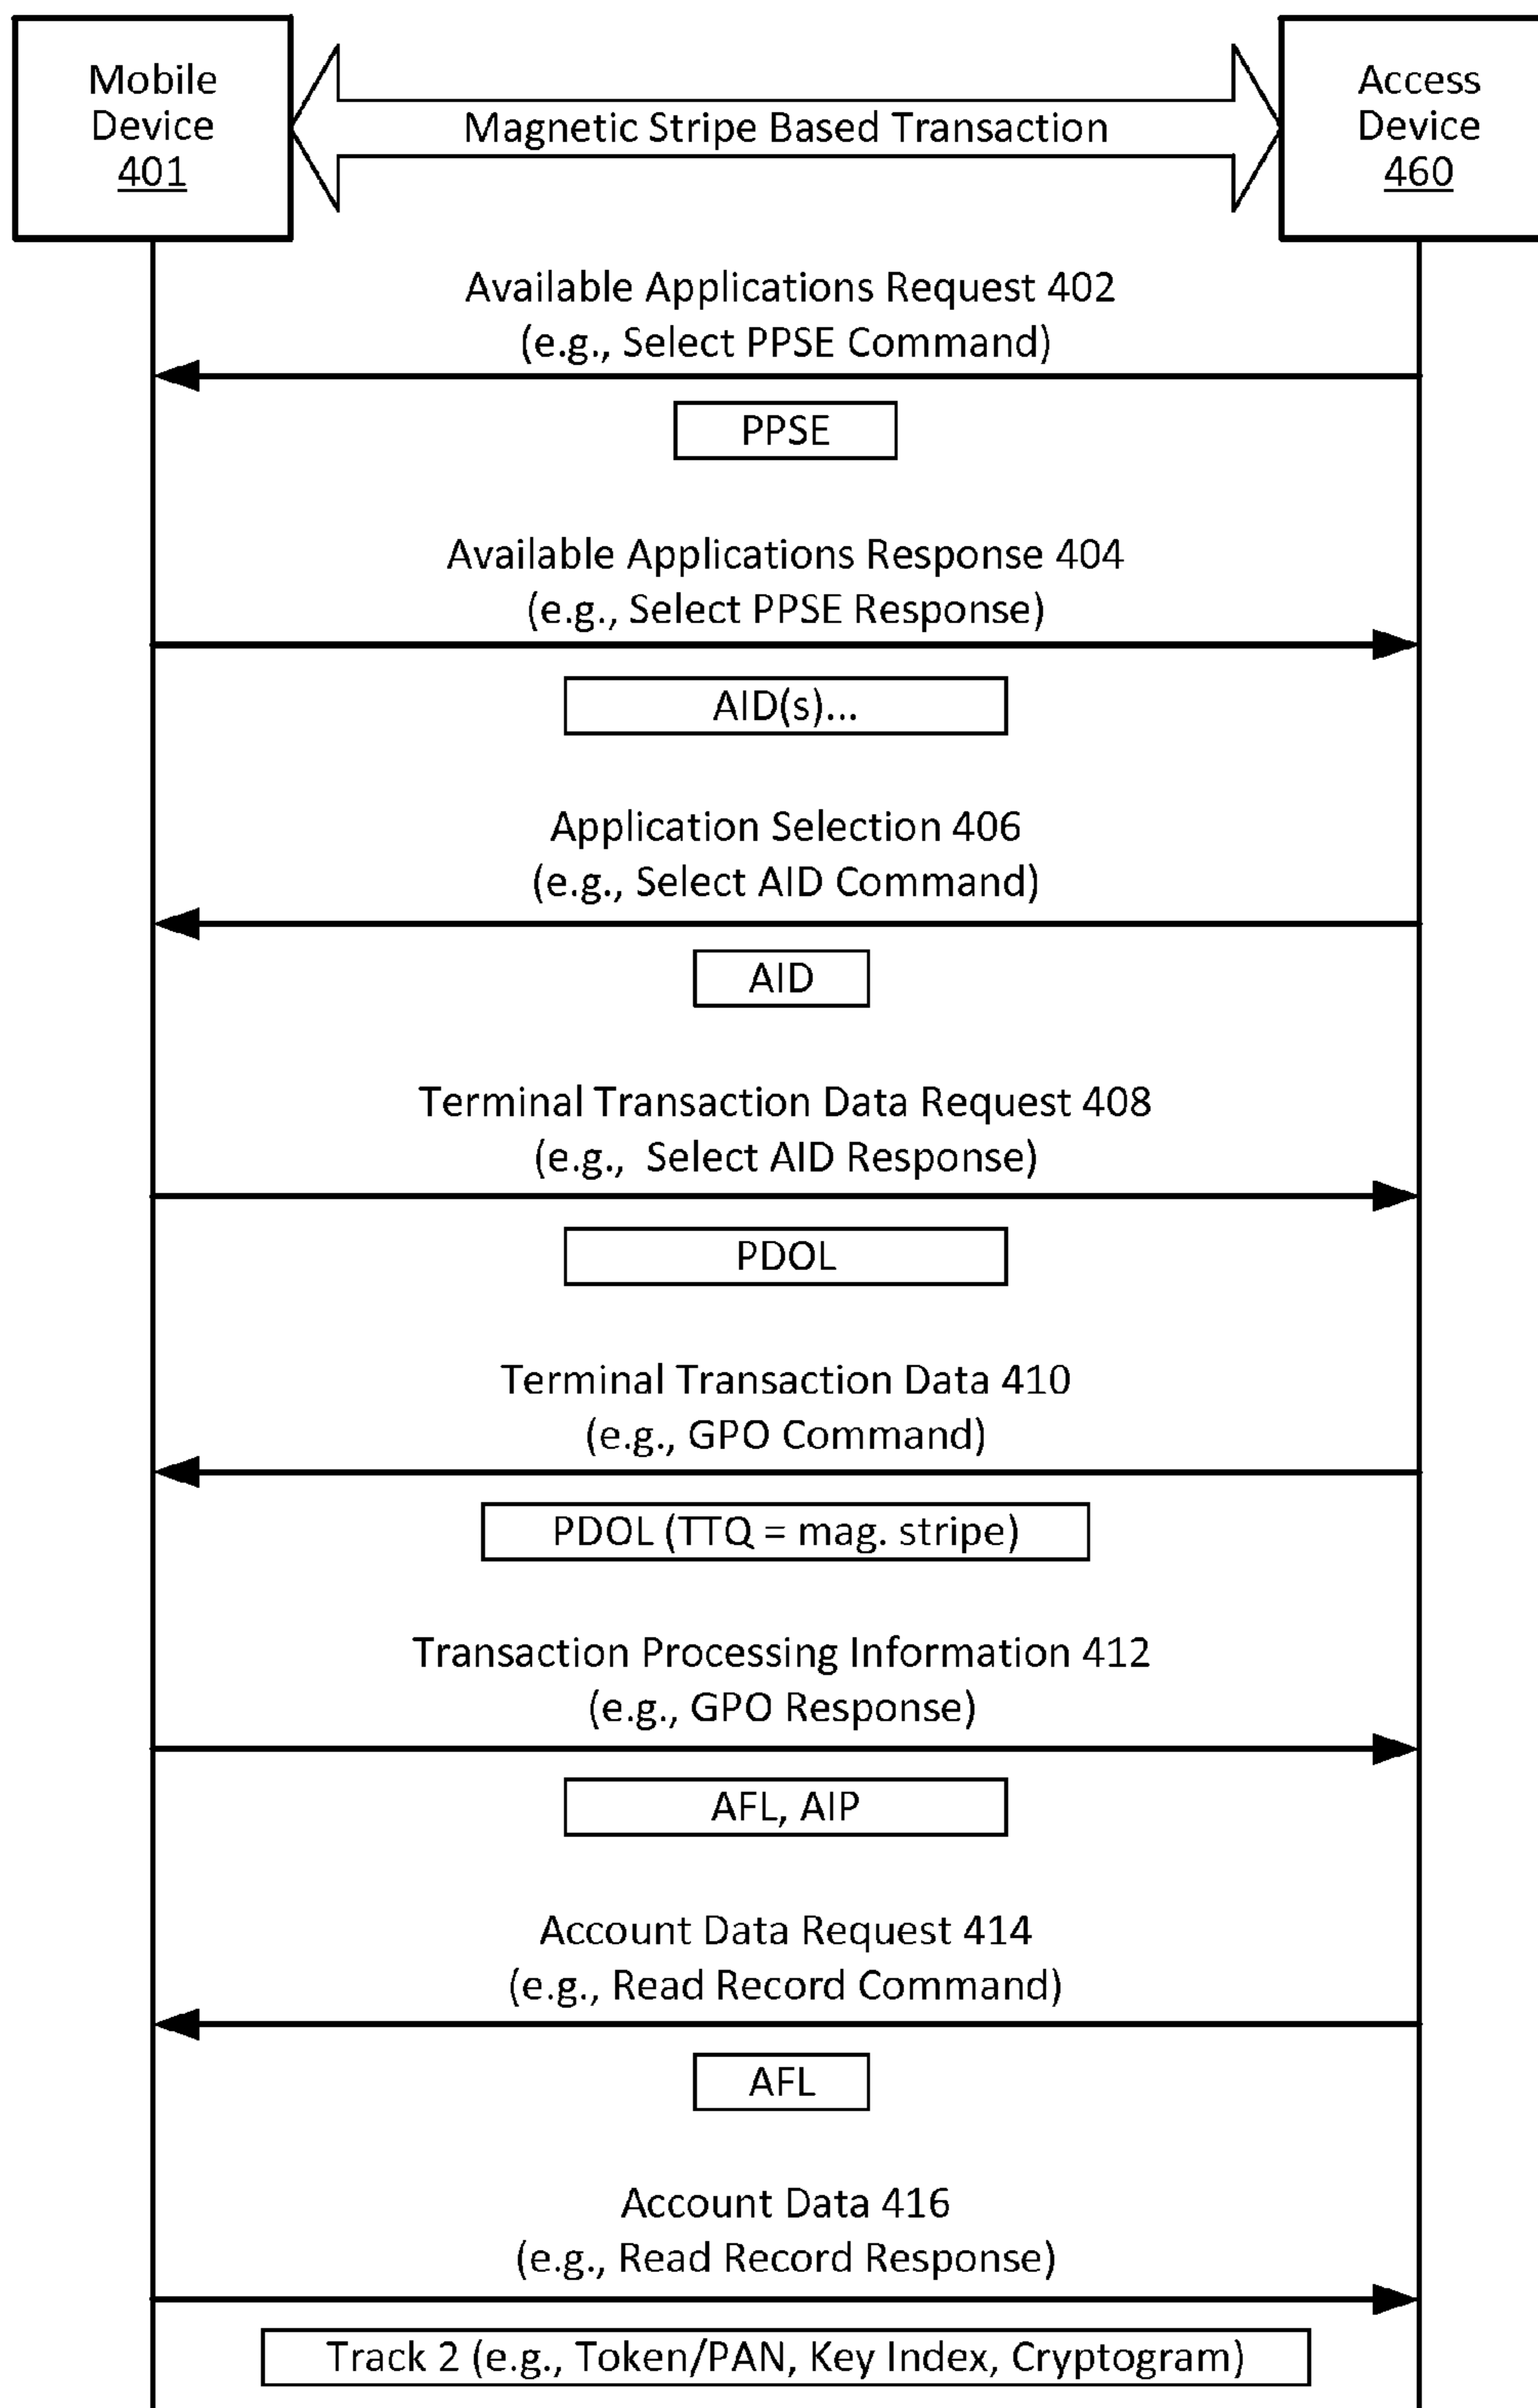 Mobile
Device
401
Magnetic Stripe Based Transaction
Access
Device
460
Available Applications Request 402
(e.g., Select PPSE Command)
PPSE
Available Applications Response 404
(e.g., Select PPSE Response)
AID(s)...
Application Selection 406
(e.g., Select AID Command)
AID
Terminal Transaction Data Request 408
(e.g., Select AID Response)
PDOL
Terminal Transaction Data 410
(e.g., GPO Command)
PDOL (TTQ = mag. stripe)
Transaction Processing Information 412
(e.g., GPO Response)
AFL, AIP
Account Data Request 414
(e.g., Read Record Command)
AFL
Account Data 416
(e.g., Read Record Response)
Track 2 (e.g., Token/PAN, Key Index, Cryptogram)